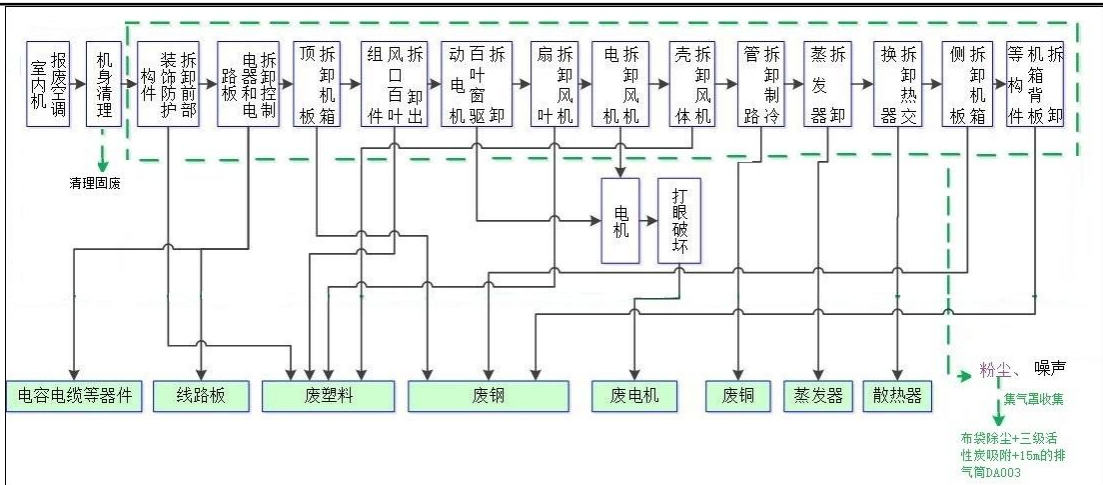 报废空调室内机
机身清理
拆卸前部装饰防护构件
拆卸控制电器和电路板
拆卸机箱顶板
拆卸出风口百叶组件
拆卸百叶窗驱动电机
拆卸风机扇叶
拆卸风机电机
拆卸风机壳体
拆卸制冷管路
拆卸蒸发器
拆卸热交换器
拆卸机箱侧板
拆卸机箱背板等构件
清理固废
电机
打眼破坏
电容电缆等器件
线路板
废塑料
废钢
废电机
废铜
蒸发器
散热器
粉尘、噪声
集气罩收集
布袋除尘+三级活
性炭吸附+15m的排
气筒DA003